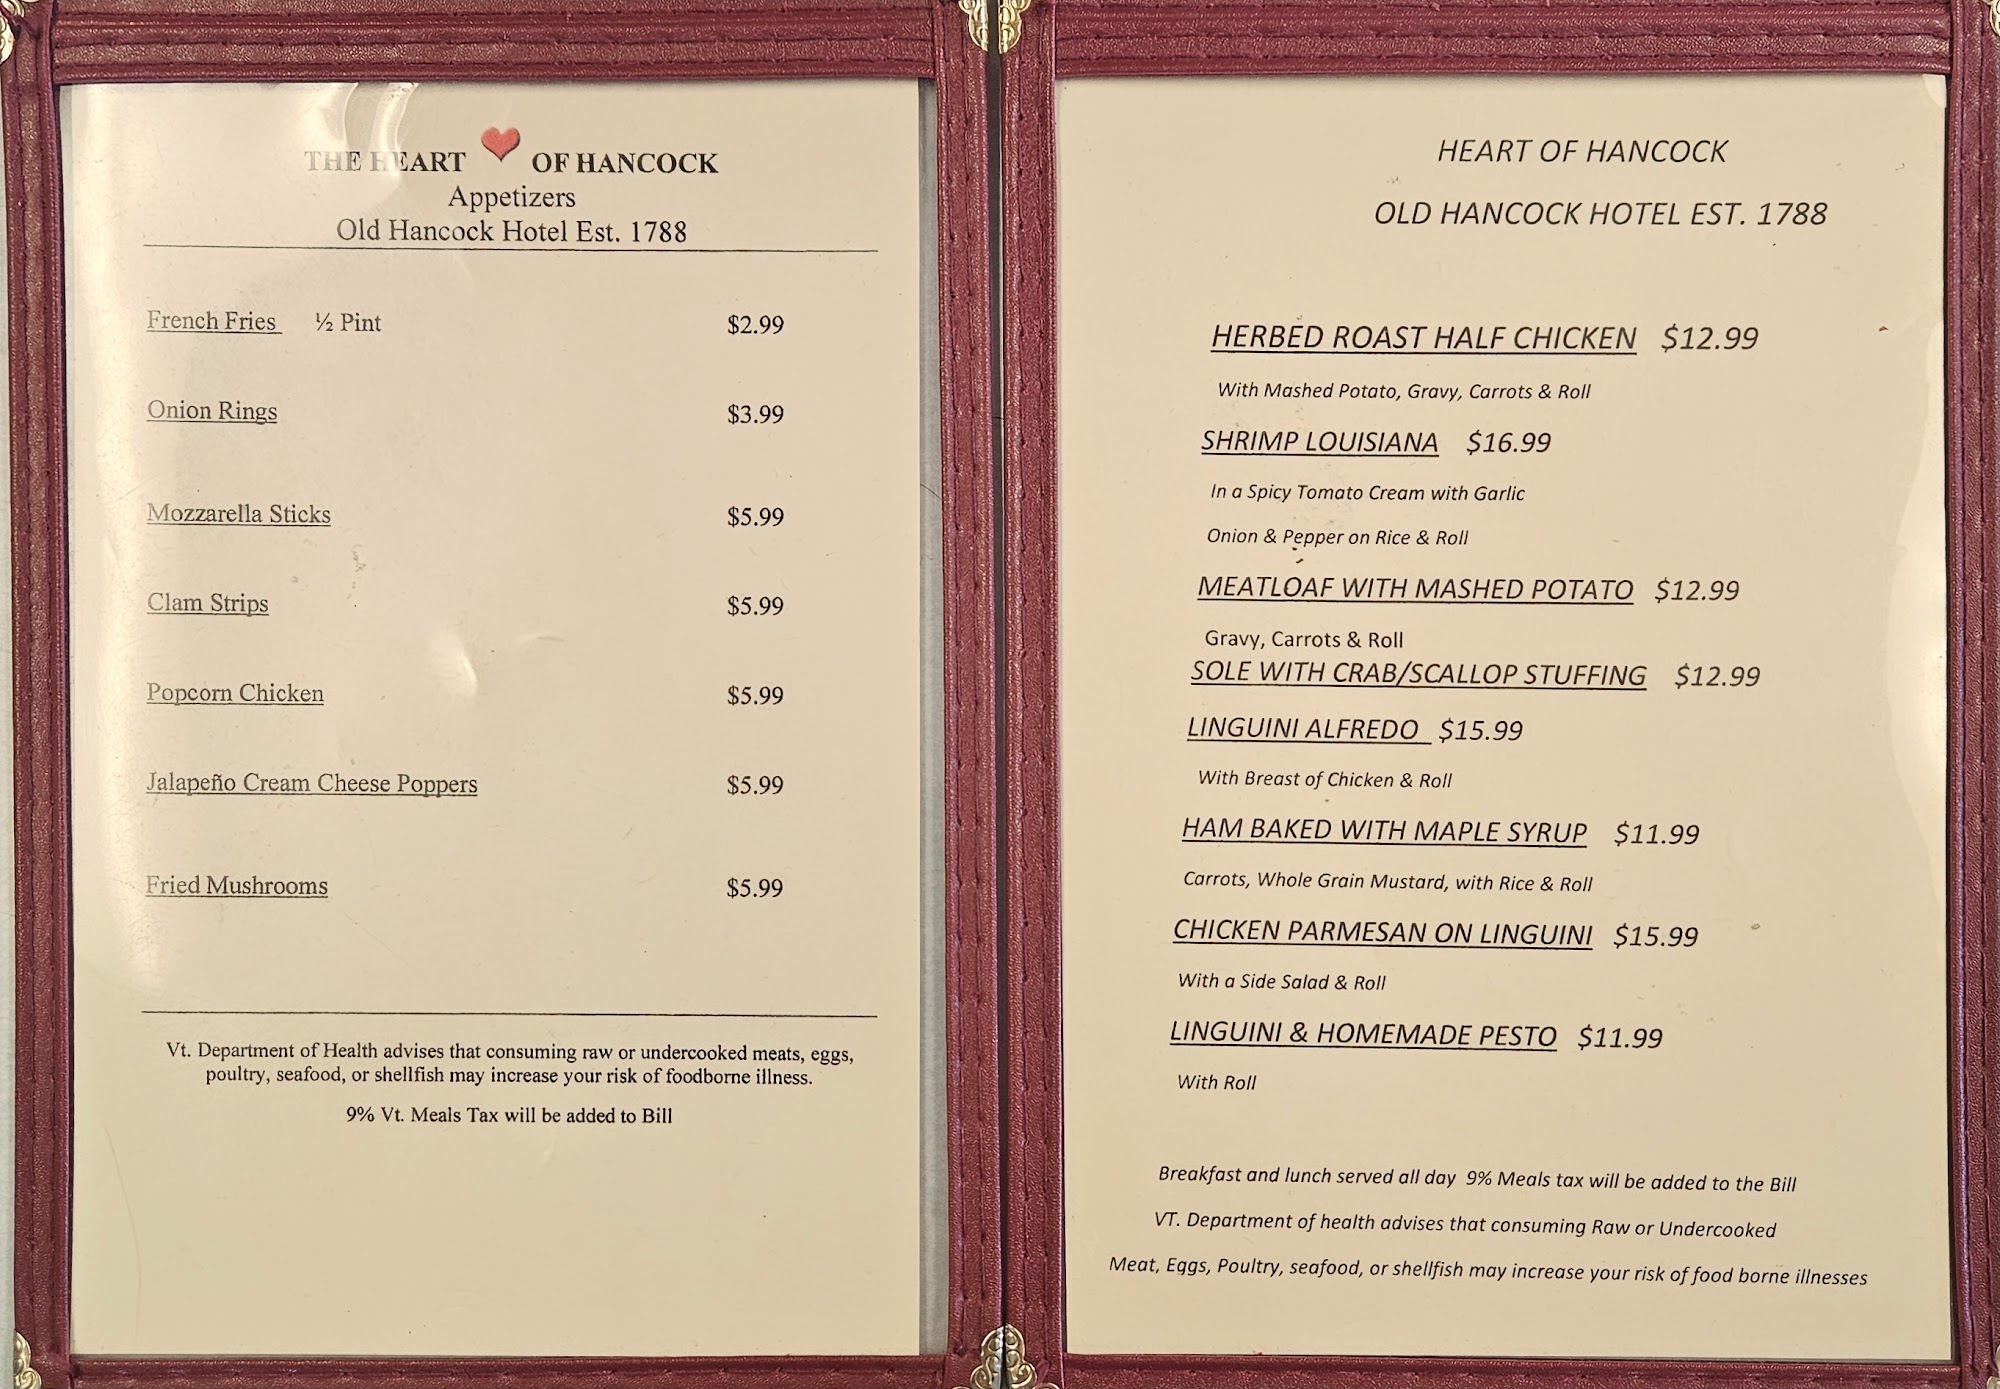 THE HEART OF HANCOCK
Appetizers
Old Hancock Hotel Est. 1788
French Fries ½ Pint $2.99
Onion Rings $3.99
Mozzarella Sticks $5.99
Clam Strips $5.99
Popcorn Chicken $5.99
Jalapeño Cream Cheese Poppers $5.99
Fried Mushrooms $5.99
Vt. Department of Health advises that consuming raw or undercooked meats, eggs,
poultry, seafood, or shellfish may increase your risk of foodborne illness.
9% Vt. Meals Tax will be added to Bill
HEART OF HANCOCK
OLD HANCOCK HOTEL EST. 1788
HERBED ROAST HALF CHICKEN $12.99
With Mashed Potato, Gravy, Carrots & Roll
SHRIMP LOUISIANA $16.99
In a Spicy Tomato Cream with Garlic
Onion & Pepper on Rice & Roll
MEATLOAF WITH MASHED POTATO $12.99
Gravy, Carrots & Roll
SOLE WITH CRAB/SCALLOP STUFFING $12.99
LINGUINI ALFREDO $15.99
With Breast of Chicken & Roll
HAM BAKED WITH MAPLE SYRUP $11.99
Carrots, Whole Grain Mustard, with Rice & Roll
CHICKEN PARMESAN ON LINGUINI $15.99
With a Side Salad & Roll
LINGUINI & HOMEMADE PESTO $11.99
With Roll
Breakfast and lunch served all day 9% Meals tax will be added to the Bill
VT. Department of health advises that consuming Raw or Undercooked
Meat, Eggs, Poultry, seafood, or shellfish may increase your risk of food borne illnesses